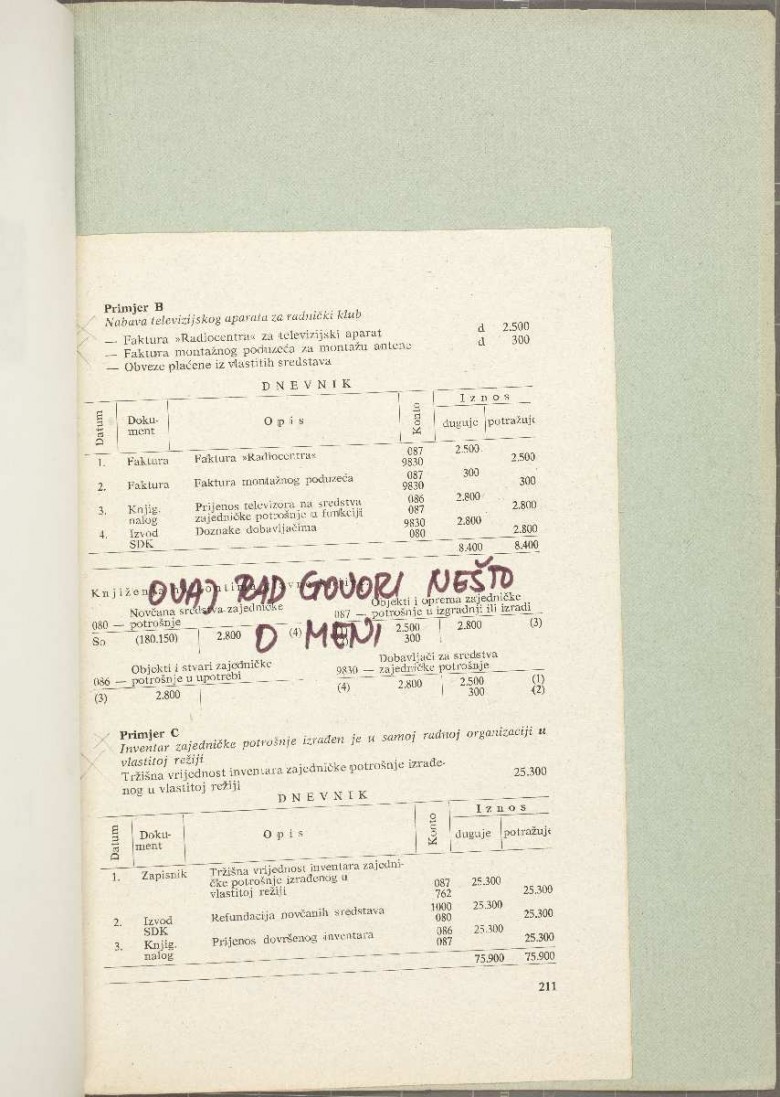 Primjer B
Nabava televizijskog aparata za radnički klub
— Faktura »Radiocentra« za televizijski aparat d 2.500
— Faktura montažnog poduzeća za montažu antene d 300
— Obveze plaćene iz vlastitih sredstava
DNEVNIK
Datum Doku-ment Opis Konto Iznos
duguje potražuje
1. Faktura Faktura »Radiocentra« 087 2.500
9830 2.500
2. Faktura Faktura montažnog poduzeća 087 300
9830 300
3. Knjig. Prijenos televizora na sredstva 086 2.800
nalog zajedničke potrošnje u funkciji 087 2.800
4. Izvod Doznake dobavljačima 9830 2.800
SDK 080 2.800
8.400 8.400
OVAJ RAD GOVORI NEŠTO
O MENI
Novčana sredstva zajedničke
080 — potrošnje
So (180.150) 2.800 (4)
Objekti i oprema zajedničke
087 — potrošnje u izgradnji ili izradi
2.500 2.800 (3)
300
Objekti i stvari zajedničke
086 — potrošnje u upotrebi
(3) 2.800
Dobavljači za sredstva
9830 — zajedničke potrošnje
(4) 2.800 2.500 (1)
300 (2)
Primjer C
Inventar zajedničke potrošnje izrađen je u samoj radnoj organizaciji u
vlastitoj režiji
Tržišna vrijednost inventara zajedničke potrošnje izrađe-
nog u vlastitoj režiji 25.300
DNEVNIK
Datum Doku-ment Opis Konto Iznos
duguje potražuje
1. Zapisnik Tržišna vrijednost inventara zajedni-
čke potrošnje izrađenog u 087 25.300
vlastitoj režiji 762 25.300
2. Izvod Refundacija novčanih sredstava 1000 25.300
SDK 080 25.300
3. Knjig. Prijenos dovršenog inventara 086 25.300
nalog 087 25.300
75.900 75.900
211